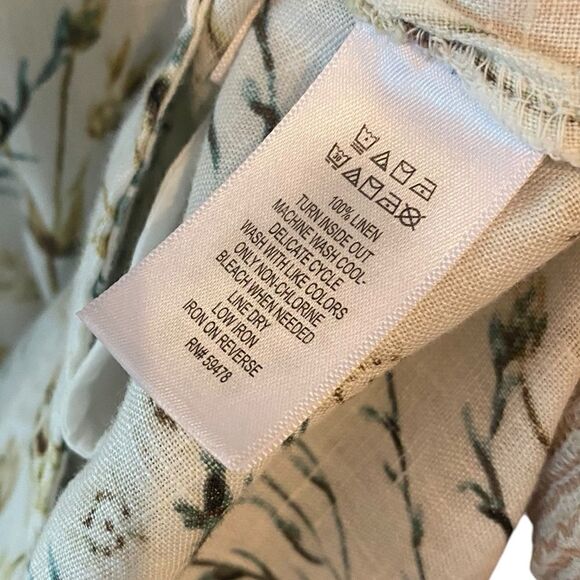 100% LINEN
TURN INSIDE OUT
MACHINE WASH COOL-
DELICATE CYCLE
WASH WITH LIKE COLORS
ONLY NON-CHLORINE
BLEACH WHEN NEEDED
LINE DRY
LOW IRON
IRON ON REVERSE
RN# 59478